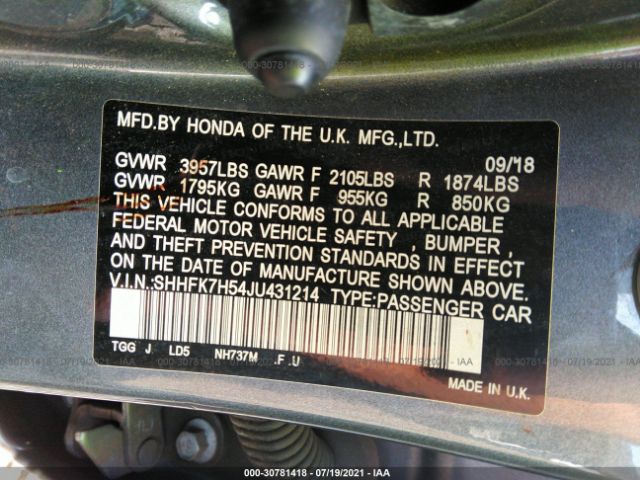 MFD.BY HONDA OF THE U.K. MFG.,LTD.
09/18
GVWR 3957LBS GAWR F 2105LBS R 1874LBS
GVWR 1795KG GAWR F 955KG R 850KG
THIS VEHICLE CONFORMS TO ALL APPLICABLE
FEDERAL MOTOR VEHICLE SAFETY , BUMPER ,
AND THEFT PREVENTION STANDARDS IN EFFECT
ON THE DATE OF MANUFACTURE SHOWN ABOVE.
V.I.N.:SHHFK7H54JU431214 TYPE:PASSENGER CAR
TGG J LD5 NH737M .F .U
MADE IN U.K.
000-30781418 - 07/19/2021 - IAA